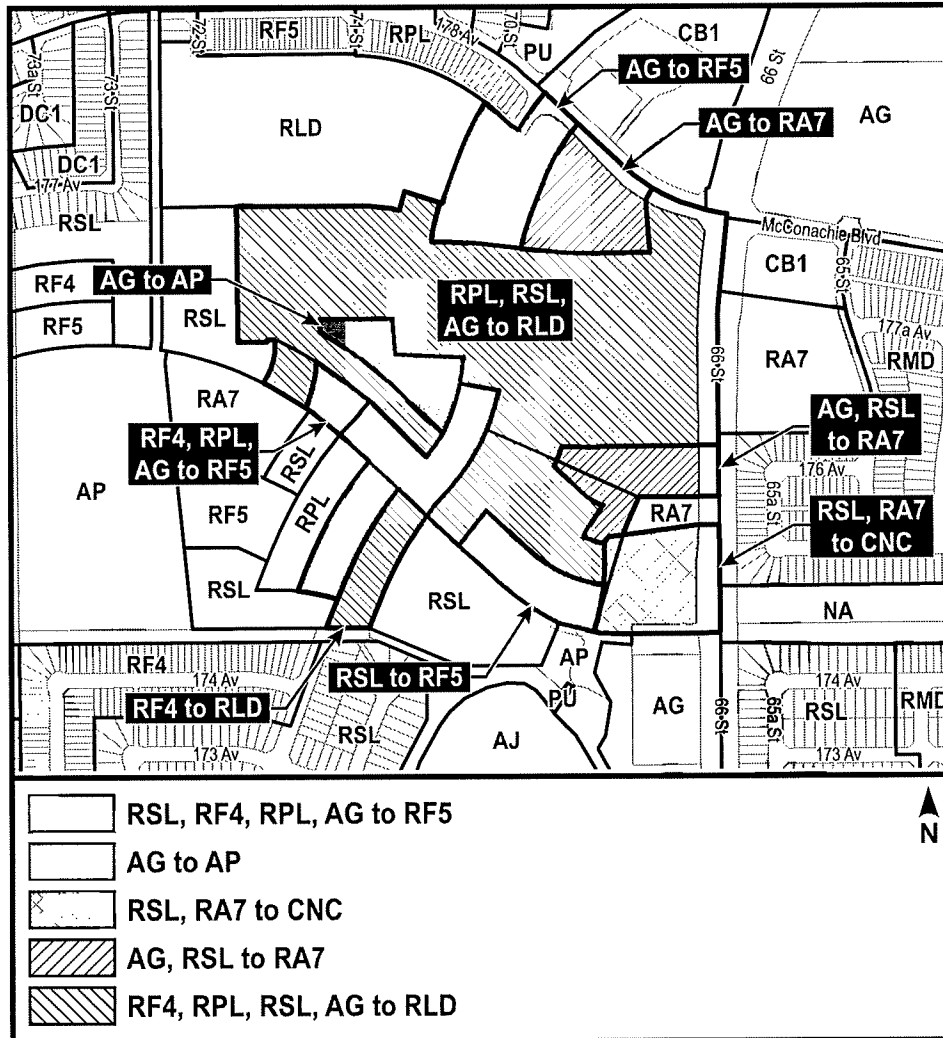 72 St
RF5
71 St
RPL
178 Av
70 St
PU
CB1
99 St
73a St
73 St
DC1
AG to RF5
AG
RLD
AG to RA7
DC1
177 Av
RSL
McConachie Blvd
65 St
RF4
AG to AP
CB1
RF5
RSL
RPL, RSL,
AG to RLD
177a Av
RMD
66 St
RA7
RA7
AG, RSL
to RA7
RF4, RPL,
AG to RF5
RSL
176 Av
65a St
AP
RF5
RPL
RA7
RSL, RA7
to CNC
RSL
RSL
NA
RF4
174 Av
RSL to RF5
AP
PU
AG
66 St
65a St
174 Av
RSL
RMD
RF4 to RLD
RSL
AJ
173 Av
173 Av
RSL, RF4, RPL, AG to RF5
N
AG to AP
RSL, RA7 to CNC
AG, RSL to RA7
RF4, RPL, RSL, AG to RLD